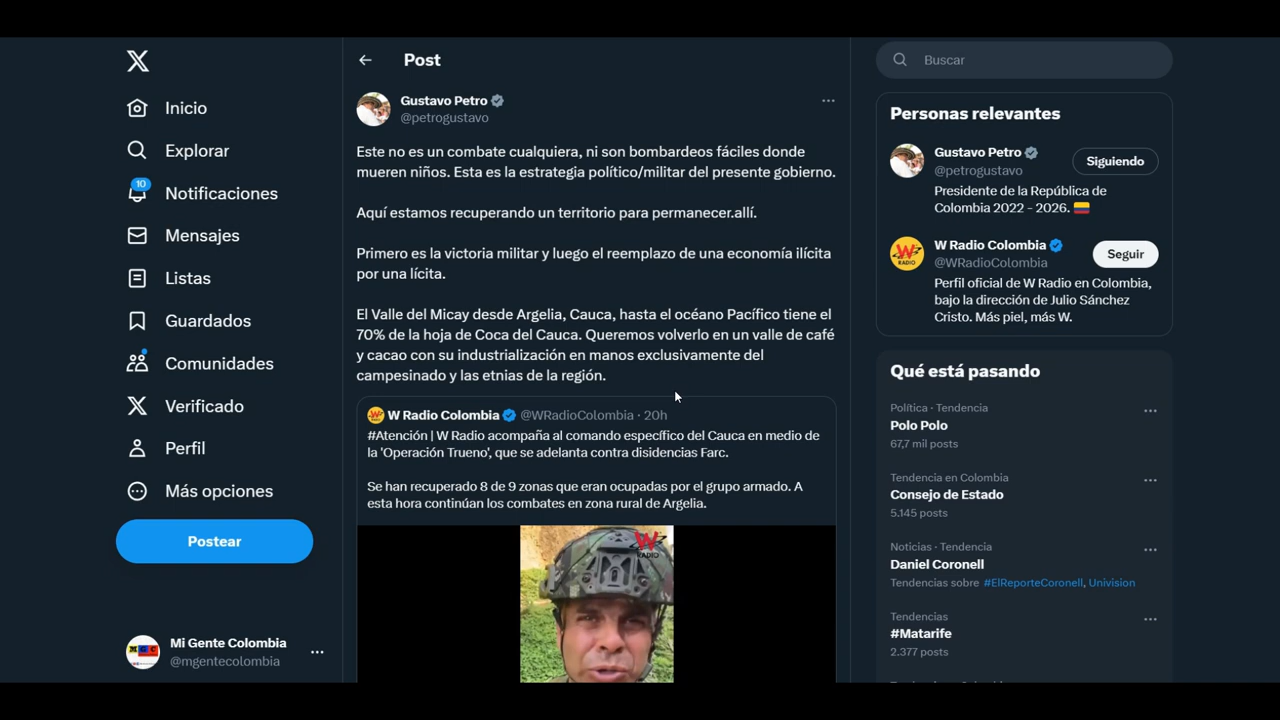 Post
Gustavo Petro
@petrogustavo
Este no es un combate cualquiera, ni son bombardeos fáciles donde
mueren niños. Esta es la estrategia político/militar del presente gobierno.
Aquí estamos recuperando un territorio para permanecer.allí.
Primero es la victoria militar y luego el reemplazo de una economía ilícita
por una lícita.
El Valle del Micay desde Argelia, Cauca, hasta el océano Pacífico tiene el
70% de la hoja de Coca del Cauca. Queremos volverlo en un valle de café
y cacao con su industrialización en manos exclusivamente del
campesinado y las etnias de la región.
W Radio Colombia @WRadioColombia · 20h
#Atención | W Radio acompaña al comando específico del Cauca en medio de
la 'Operación Trueno', que se adelanta contra disidencias Farc.
Se han recuperado 8 de 9 zonas que eran ocupadas por el grupo armado. A
esta hora continúan los combates en zona rural de Argelia.
W
RADIO
X
Inicio
Explorar
10
Notificaciones
Mensajes
Listas
Guardados
Comunidades
Verificado
Perfil
Más opciones
Postear
MGC
Mi Gente Colombia
@mgentecolombia
Buscar
Personas relevantes
Gustavo Petro
@petrogustavo
Siguiendo
Presidente de la República de
Colombia 2022 - 2026.
W
RADIO
W Radio Colombia
@WRadioColombia
Seguir
Perfil oficial de W Radio en Colombia,
bajo la dirección de Julio Sánchez
Cristo. Más piel, más W.
Qué está pasando
Política · Tendencia
Polo Polo
67,7 mil posts
Tendencia en Colombia
Consejo de Estado
5.145 posts
Noticias · Tendencia
Daniel Coronell
Tendencias sobre #ElReporteCoronell, Univision
Tendencias
#Matarife
2.377 posts